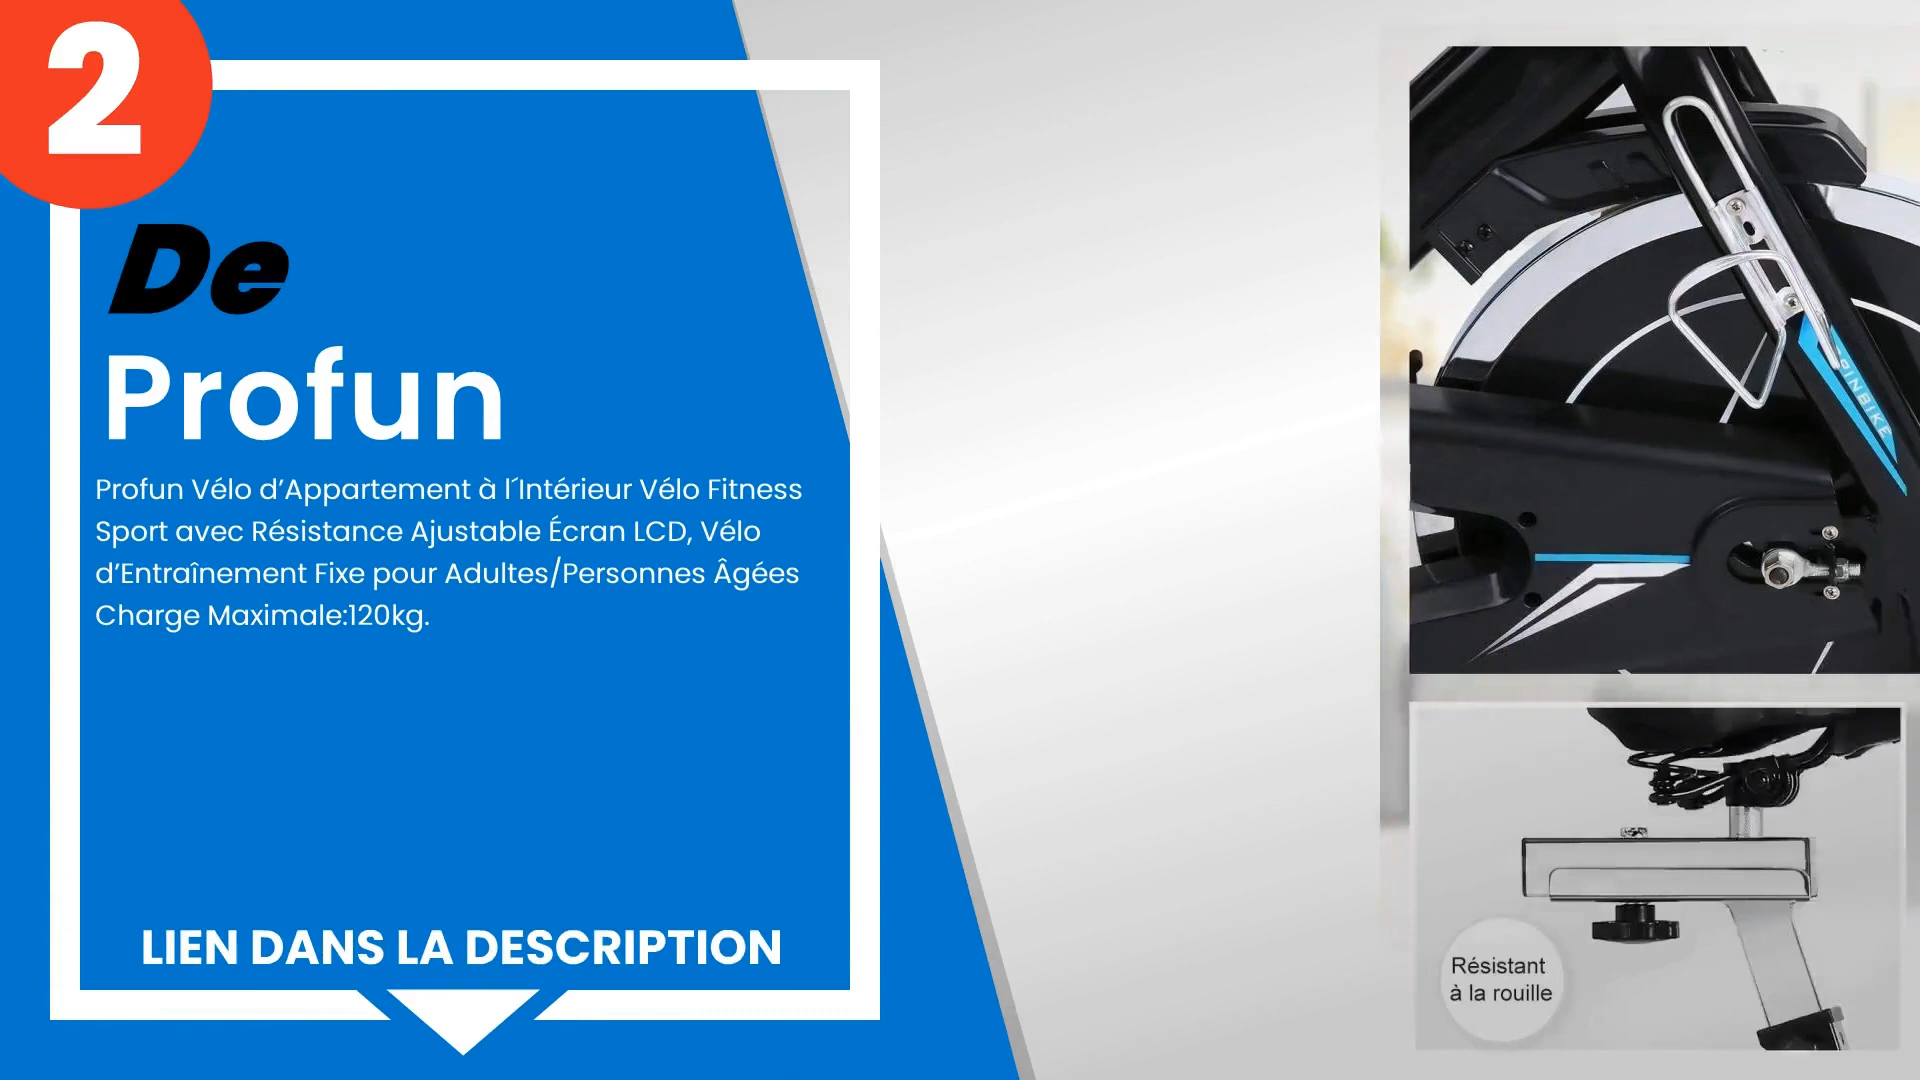 2
De
Profun
Profun Vélo d’Appartement à l´Intérieur Vélo Fitness
Sport avec Résistance Ajustable Écran LCD, Vélo
d’Entraînement Fixe pour Adultes/Personnes Âgées
Charge Maximale:120kg.
LIEN DANS LA DESCRIPTION
SPINBIKE
Résistant
à la rouille